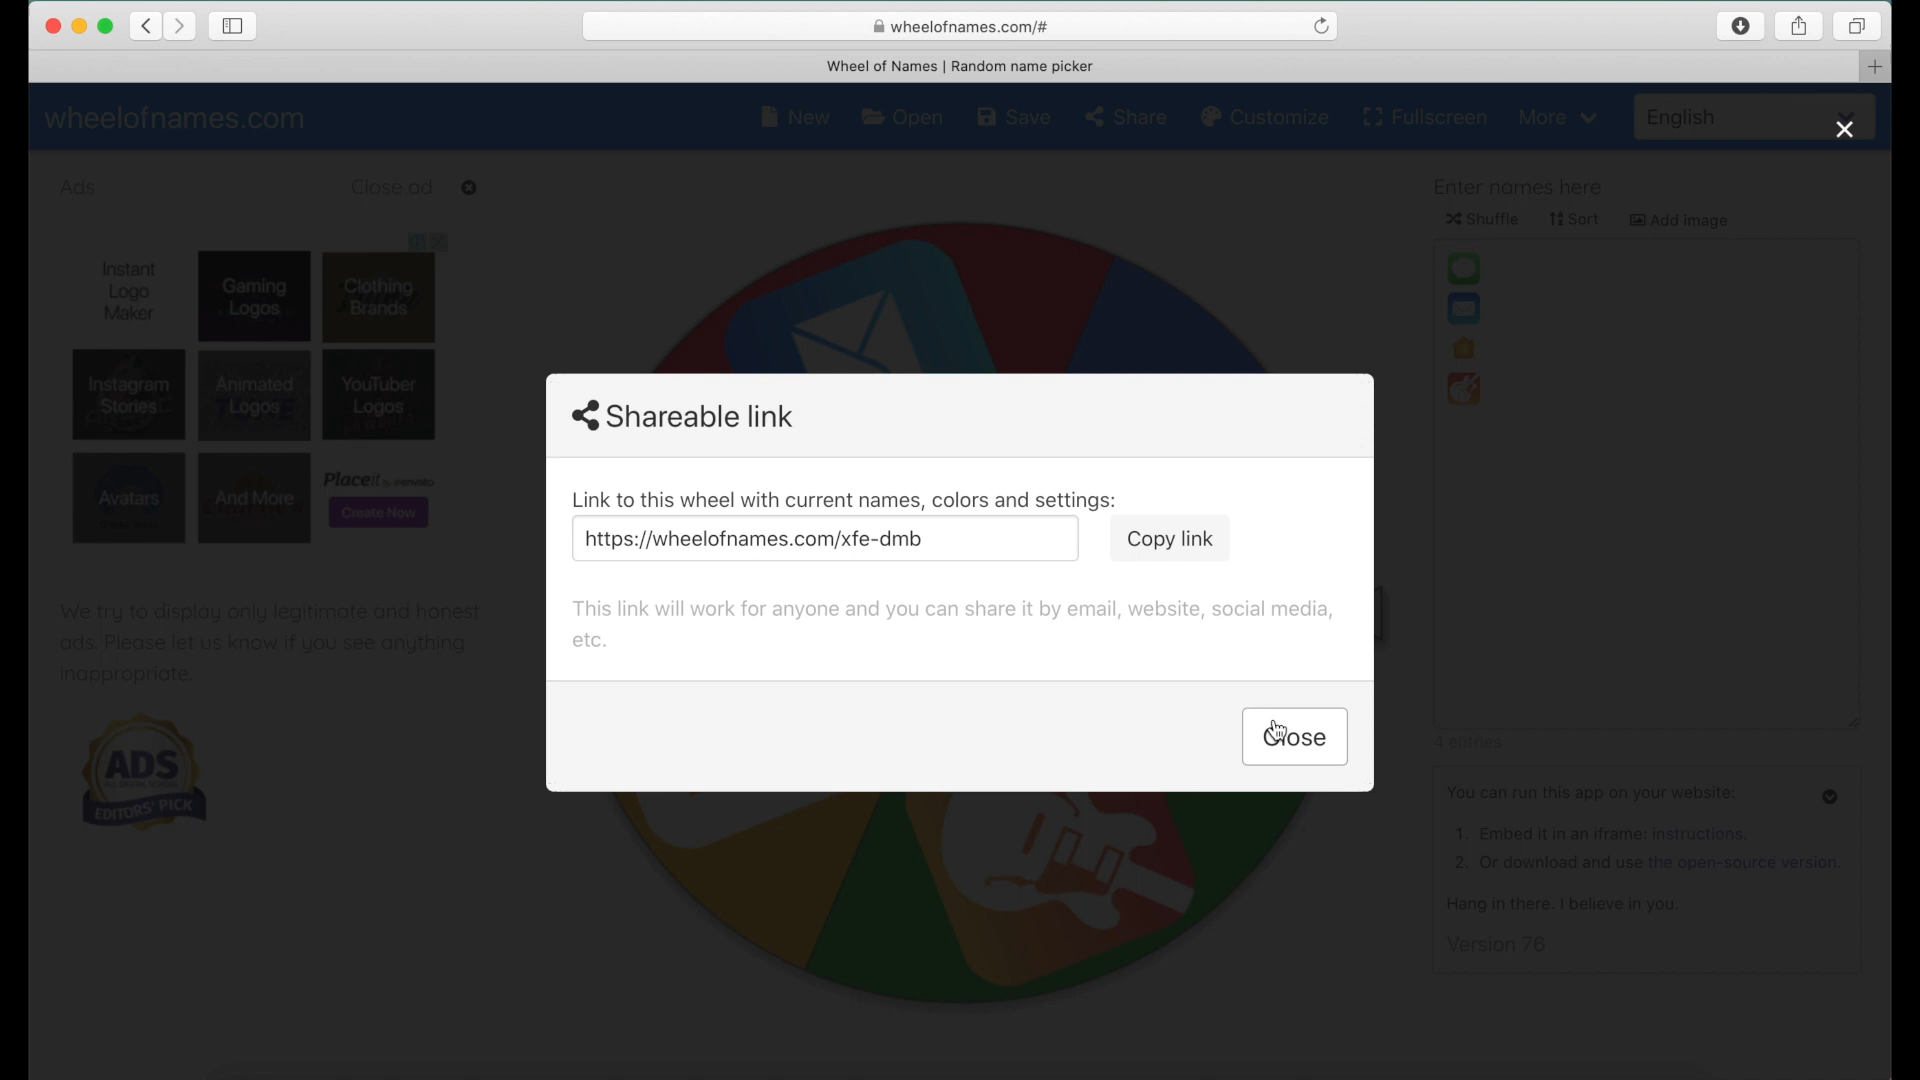 wheelofnames.com/#
Wheel of Names | Random name picker
wheelofnames.com
New
Open
Save
Share
Customize
Fullscreen
More
English
Ads
Close ad
Instant
Logo
Maker
Gaming
Logos
Clothing
Brands
Instagram
Stories
Animated
Logos
YouTuber
Logos
Avatars
And More
Placeit
Create Now
We try to display only legitimate and honest
ads. Please let us know if you see anything
inappropriate.
ADS
EDITORS' PICK
Shareable link
Link to this wheel with current names, colors and settings:
https://wheelofnames.com/xfe-dmb
Copy link
This link will work for anyone and you can share it by email, website, social media,
etc.
Close
Enter names here
Shuffle
Sort
Add image
4 entries
You can run this app on your website:
1. Embed it in an iframe: instructions.
2. Or download and use the open-source version.
Hang in there. I believe in you.
Version 76